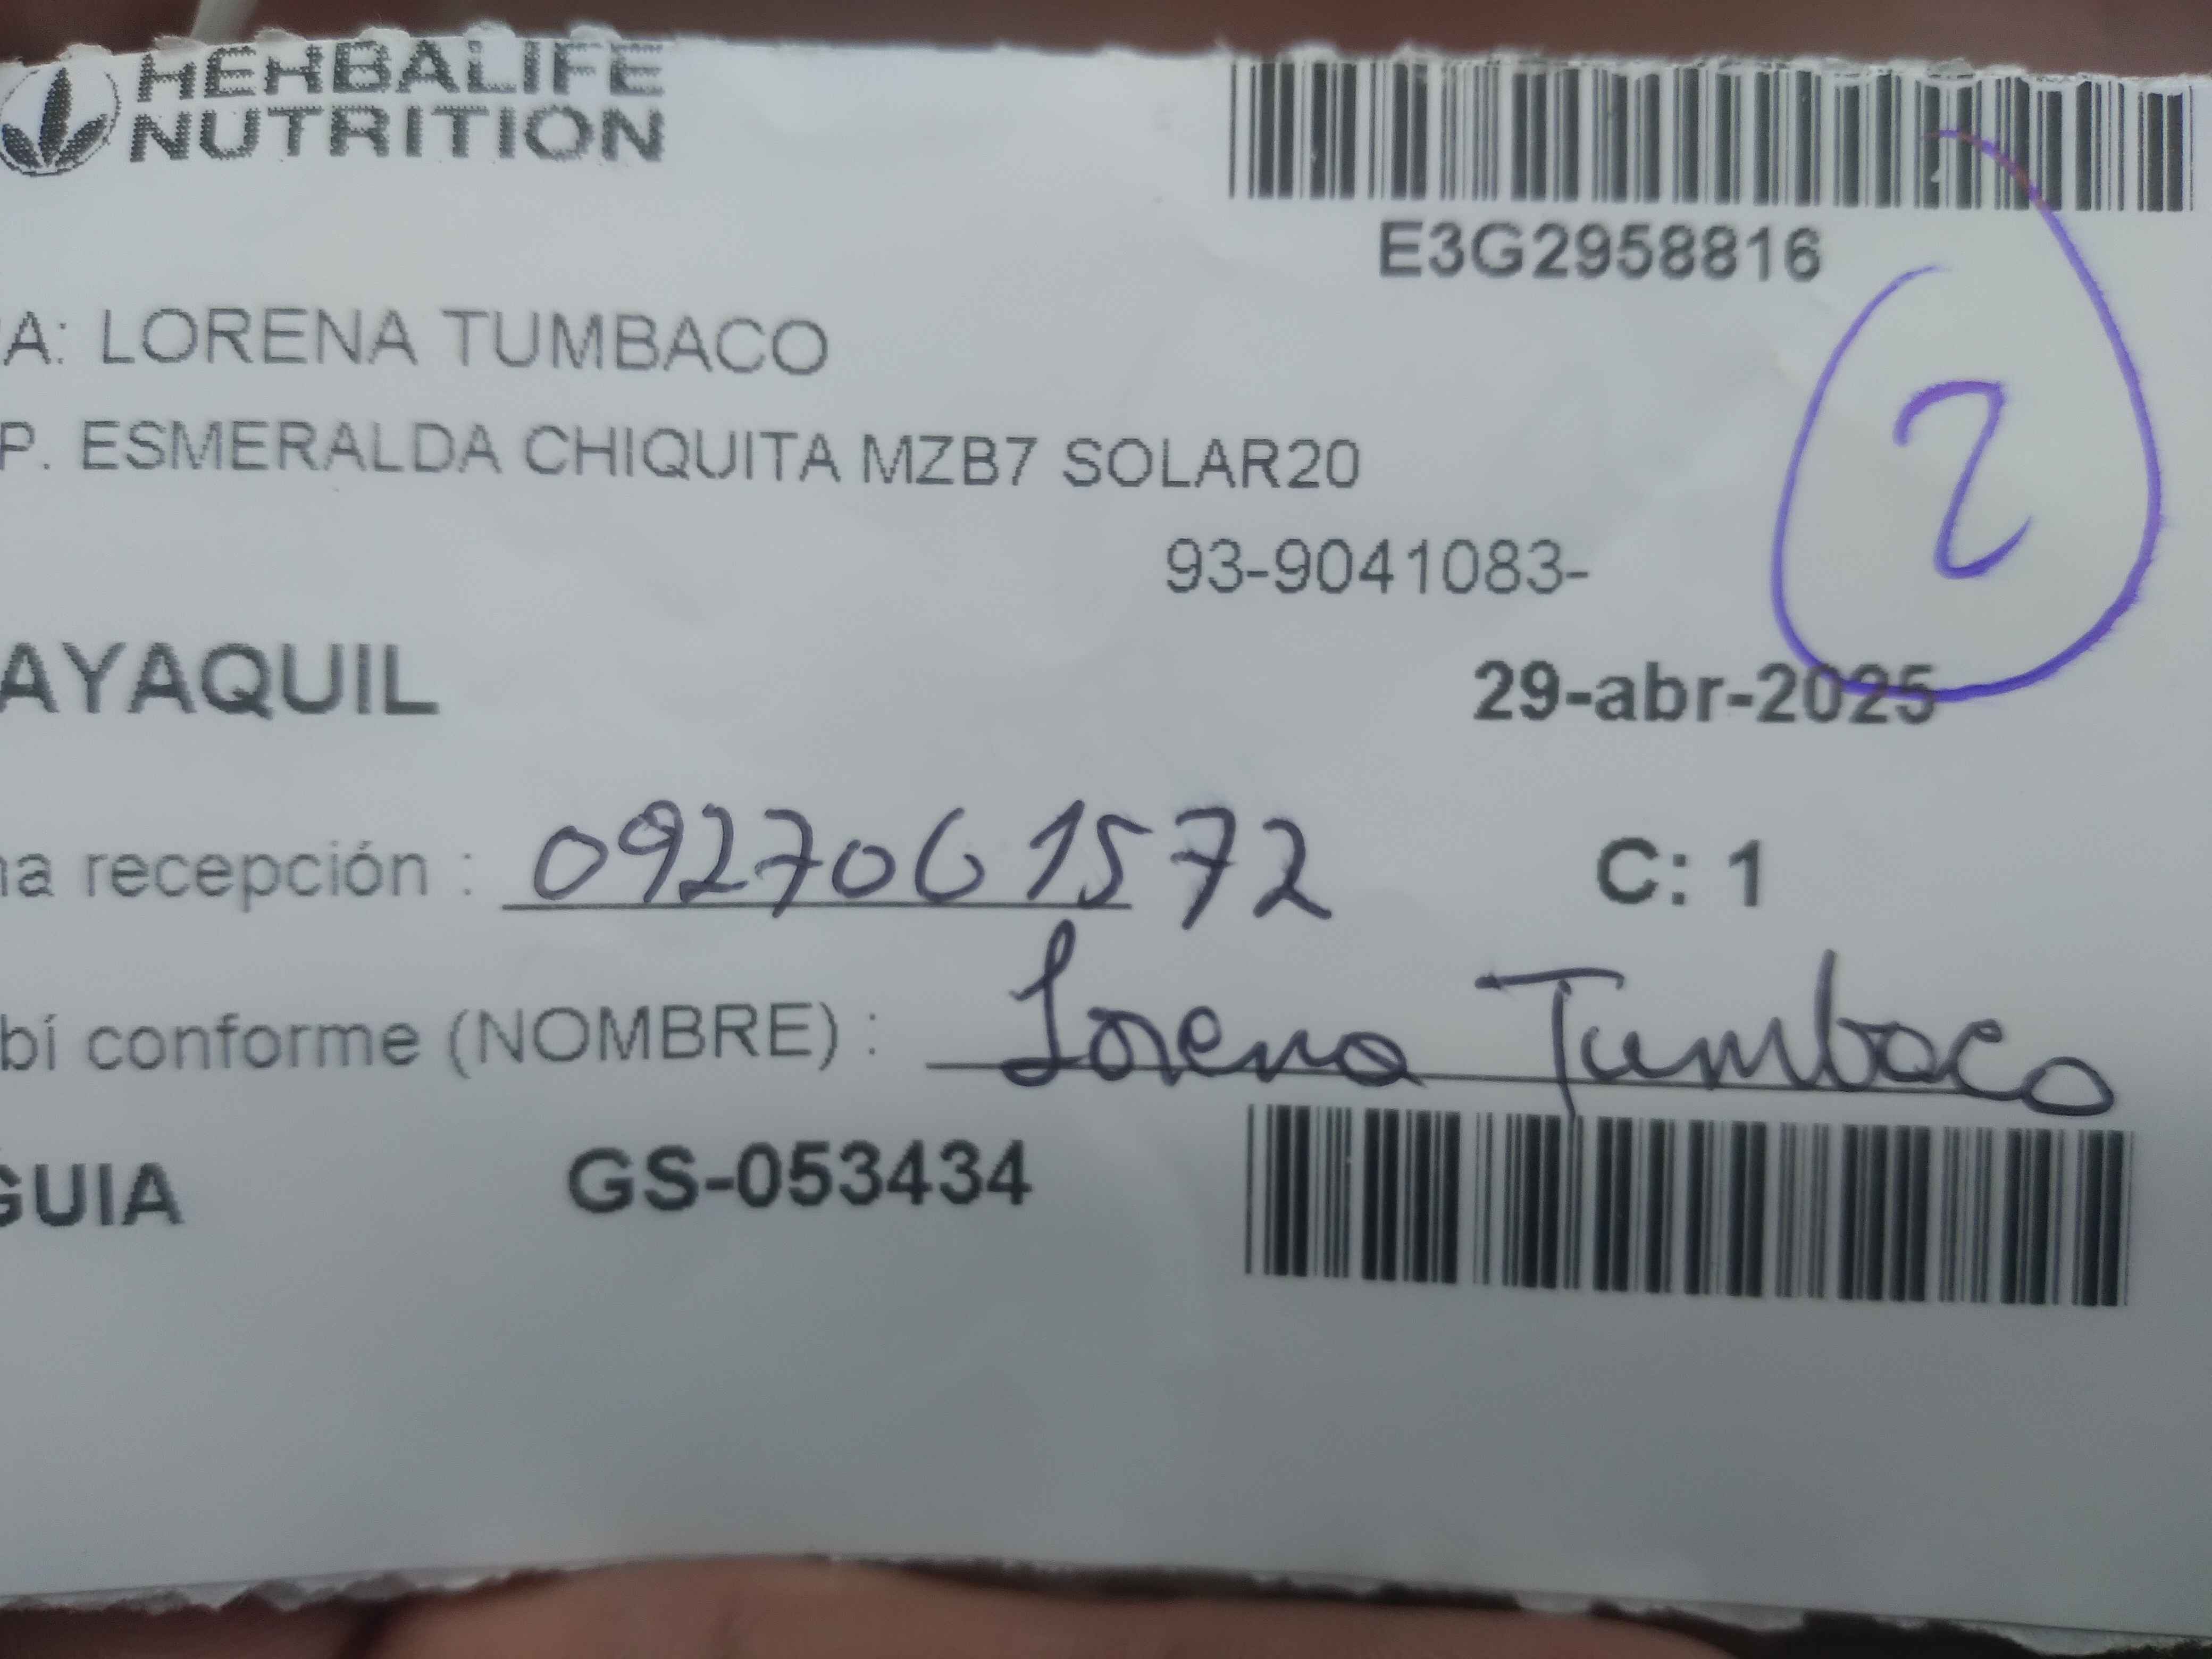 HERBALIFE
NUTRITION
E3G2958816
A: LORENA TUMBACO
P. ESMERALDA CHIQUITA MZB7 SOLAR20
2
93-9041083-
AYAQUIL
29-abr-2025
na recepción : 0927061572
C: 1
bí conforme (NOMBRE) : Lorena Tumbaco
GUIA
GS-053434